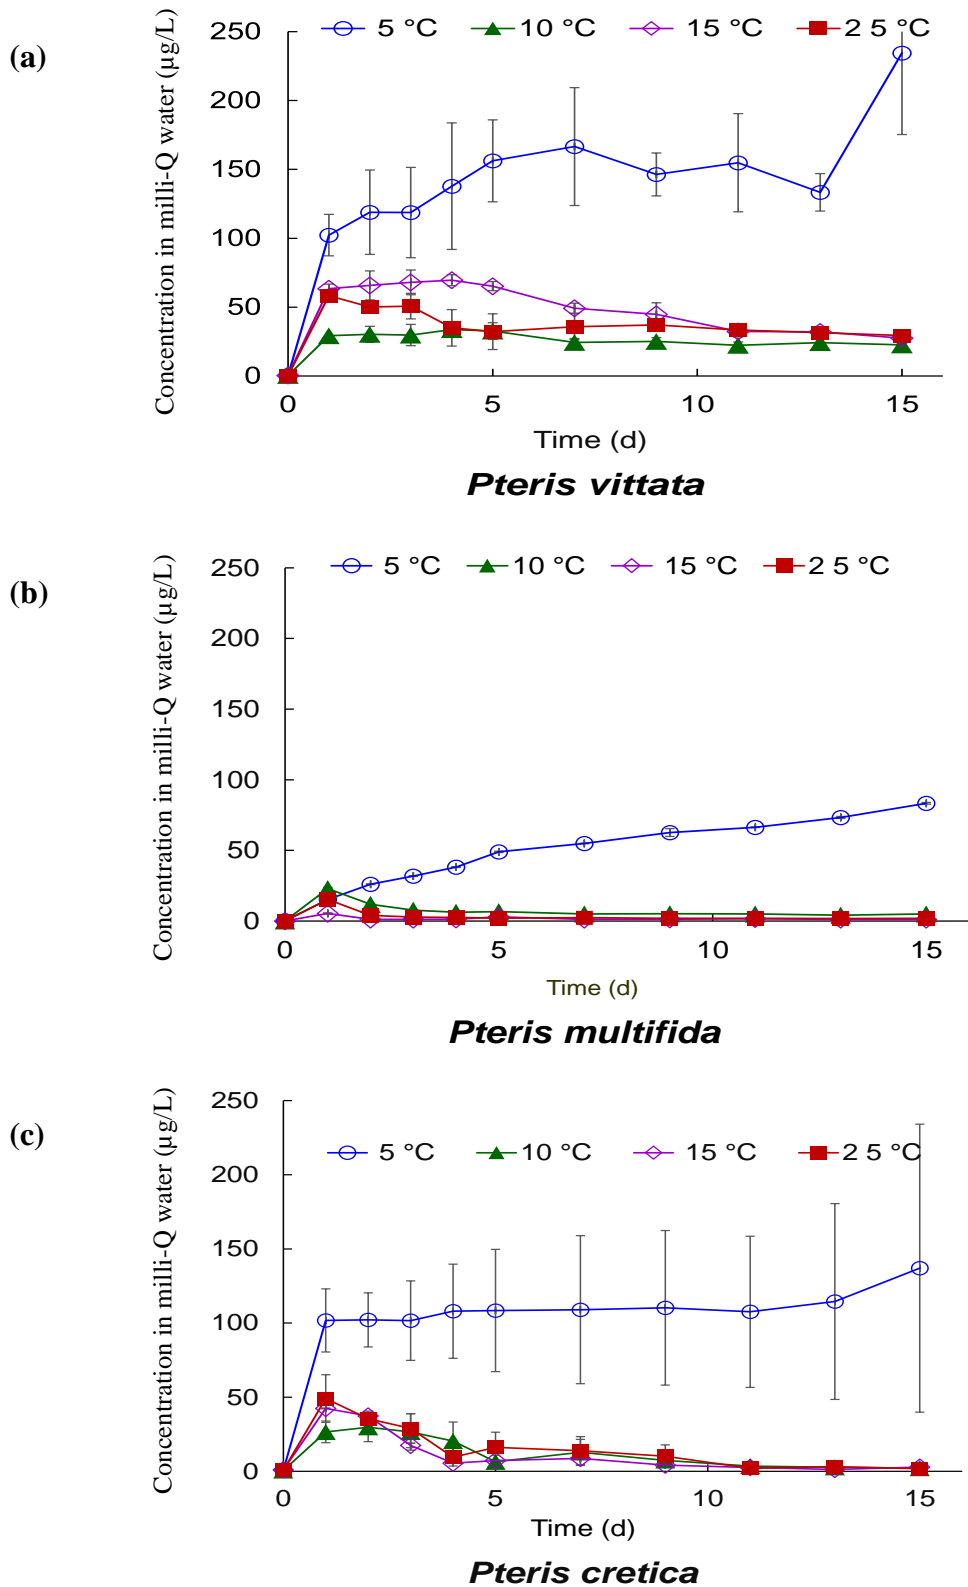 (a)
Concentration in milli-Q water (µg/L)
5 °C 10 °C 15 °C 2 5 °C
250
200
150
100
50
0
0 5 10 15
Time (d)
Pteris vittata
(b)
Concentration in milli-Q water (µg/L)
5 °C 10 °C 15 °C 2 5 °C
250
200
150
100
50
0
0 5 10 15
Time (d)
Pteris multifida
(c)
Concentration in milli-Q water (µg/L)
250
5 °C 10 °C 15 °C 2 5 °C
200
150
100
50
0
0 5 10 15
Time (d)
Pteris cretica